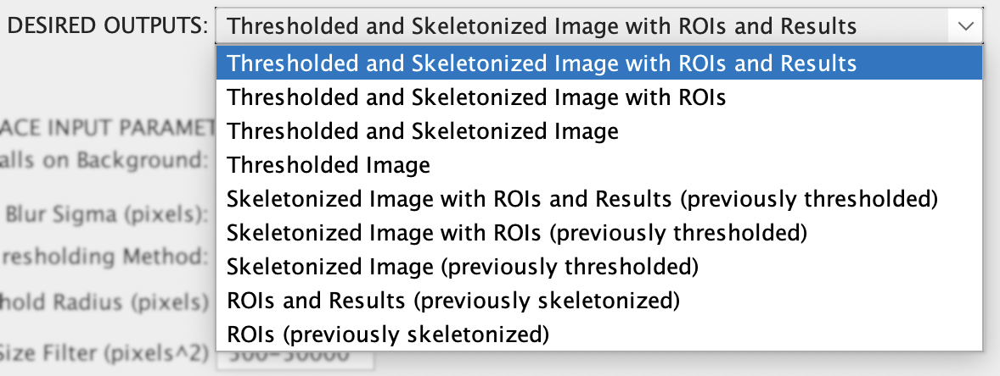 DESIRED OUTPUTS: Thresholded and Skeletonized Image with ROIs and Results
Thresholded and Skeletonized Image with ROIs and Results
Thresholded and Skeletonized Image with ROIs
ACE INPUT PARAMET
Thresholded and Skeletonized Image
alls on Background: Thresholded Image
Skeletonized Image with ROIs and Results (previously thresholded)
Blur Sigma (pixels):
Skeletonized Image with ROIs (previously thresholded)
resholding Method:
Skeletonized Image (previously thresholded)
hold Radius (pixels) ROIs and Results (previously skeletonized)
ROIs (previously skeletonized)
Size Filter (pixels^2)